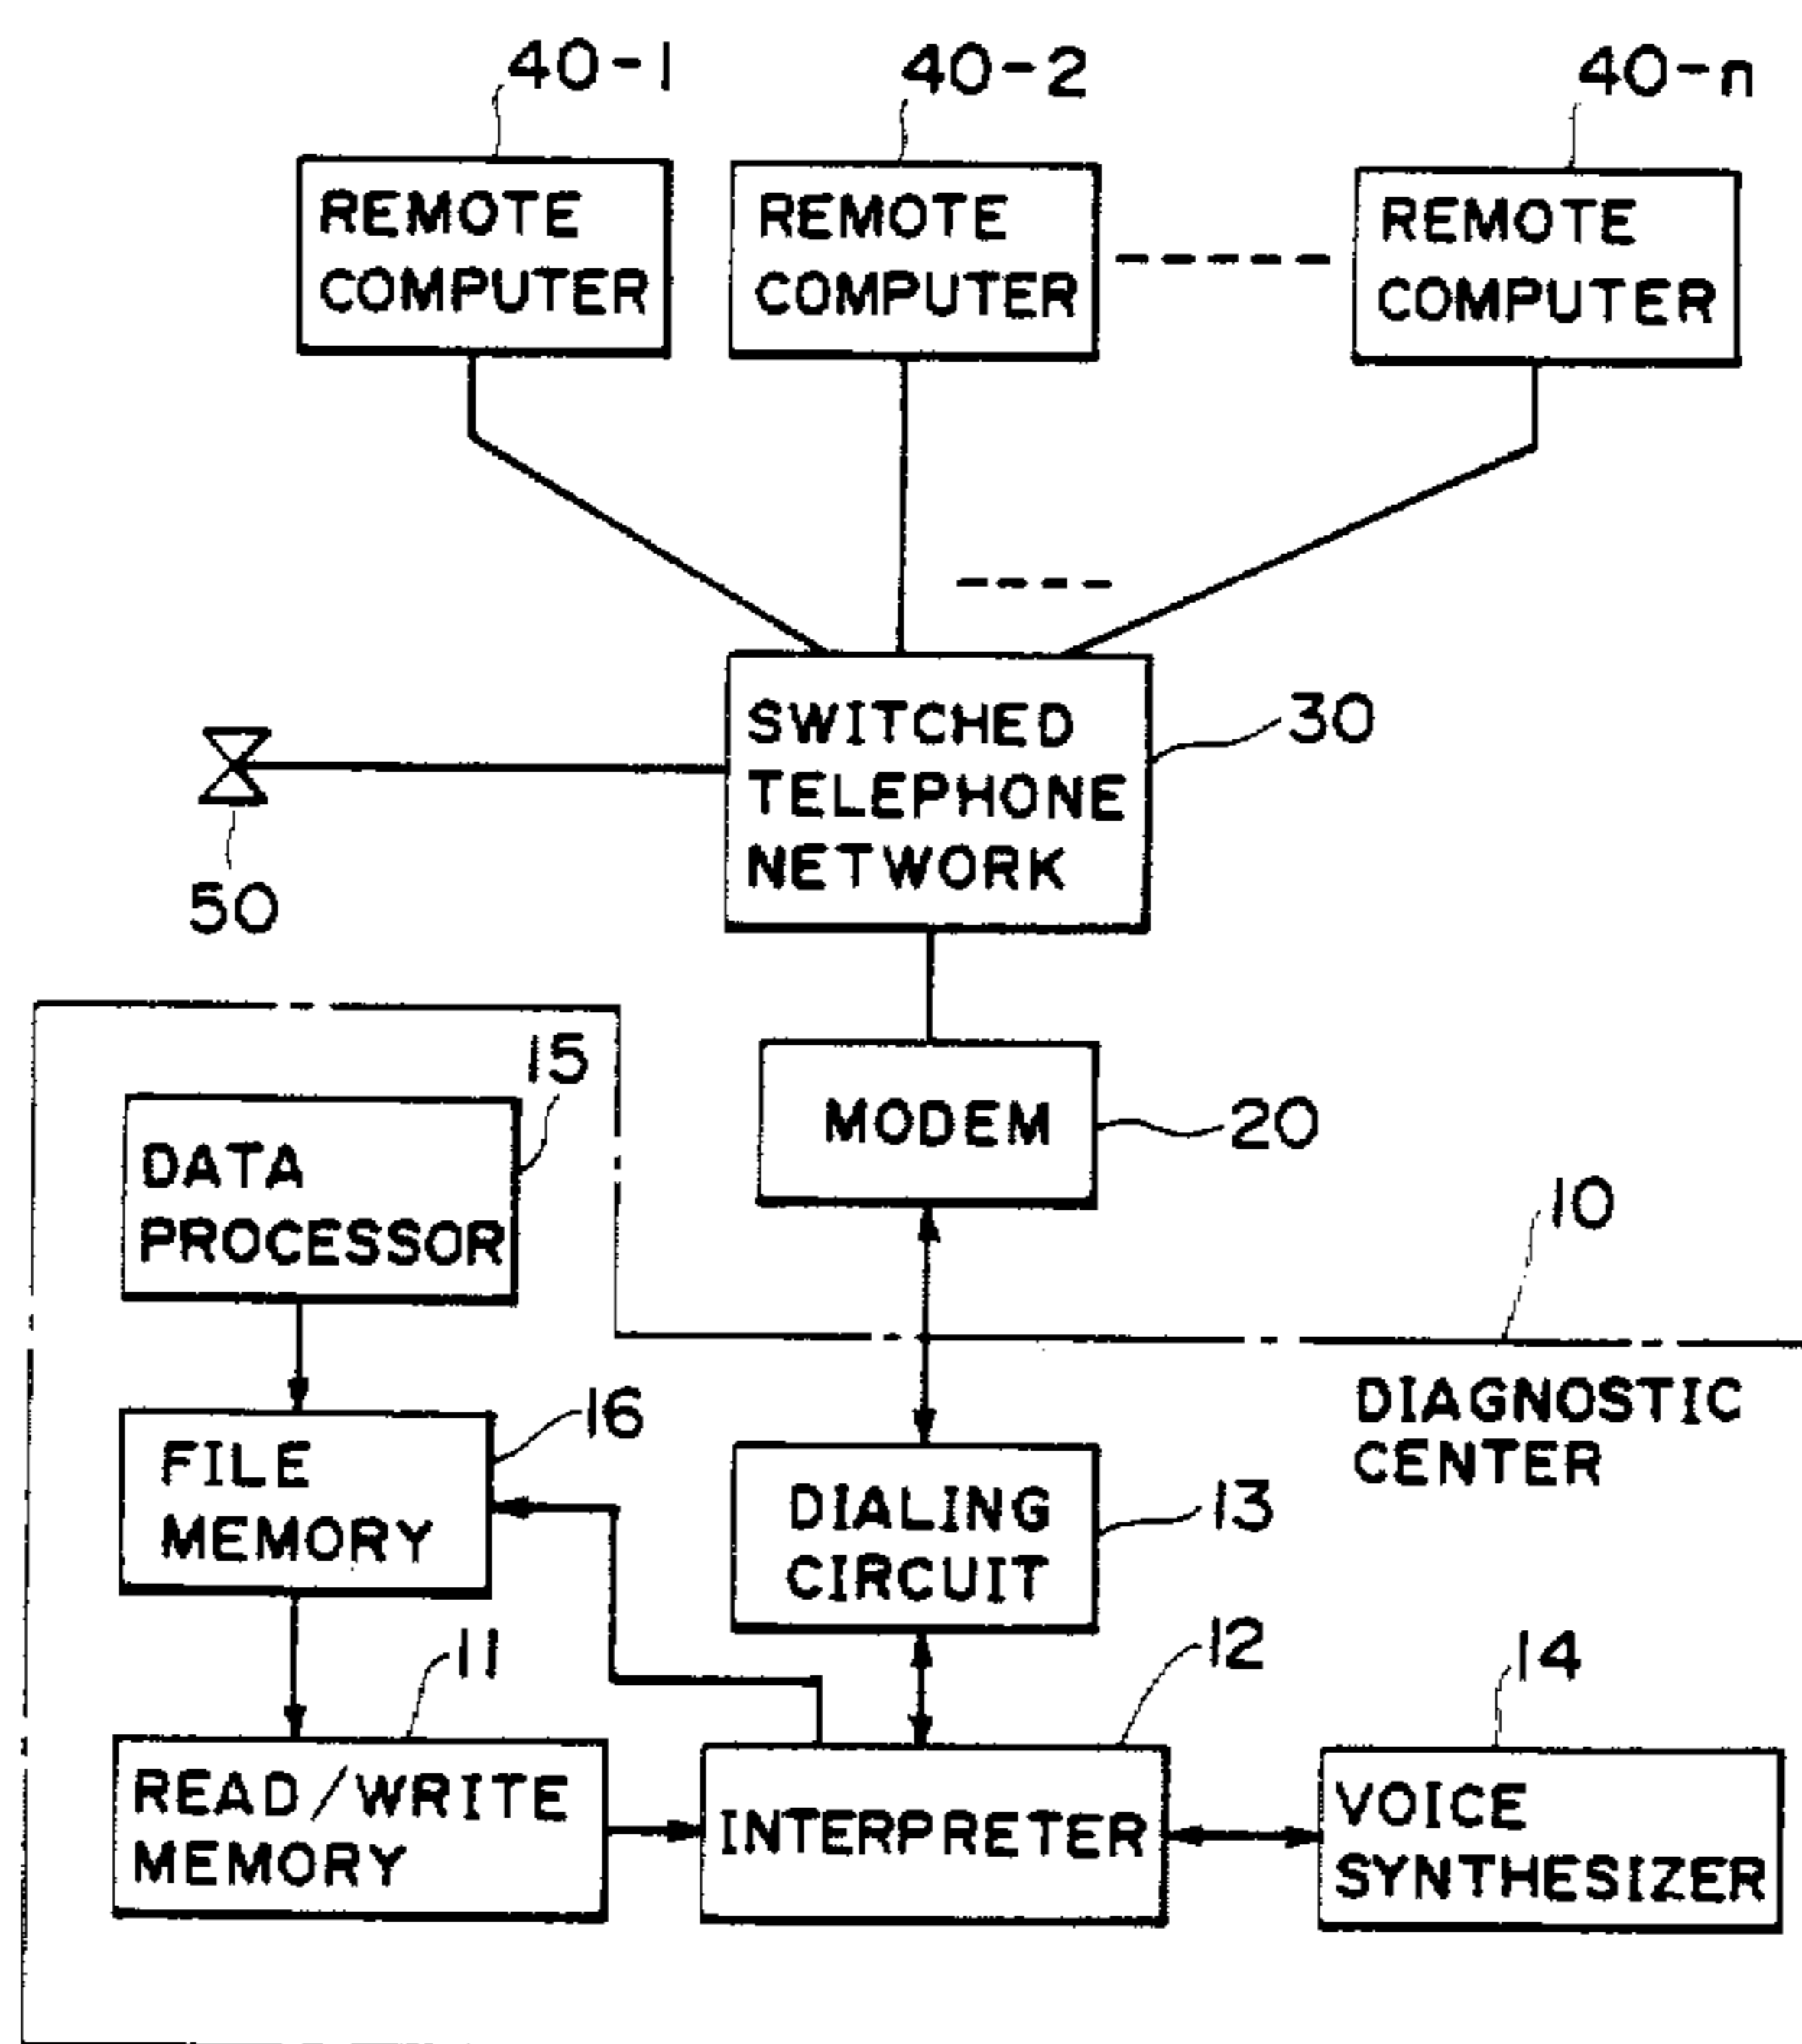 40-1
40-2
40-n
REMOTE
COMPUTER
REMOTE
COMPUTER
REMOTE
COMPUTER
SWITCHED
TELEPHONE
NETWORK
30
50
MODEM
20
15
DATA
PROCESSOR
10
DIAGNOSTIC
CENTER
16
FILE
MEMORY
DIALING
CIRCUIT
13
11
READ/WRITE
MEMORY
12
INTERPRETER
14
VOICE
SYNTHESIZER